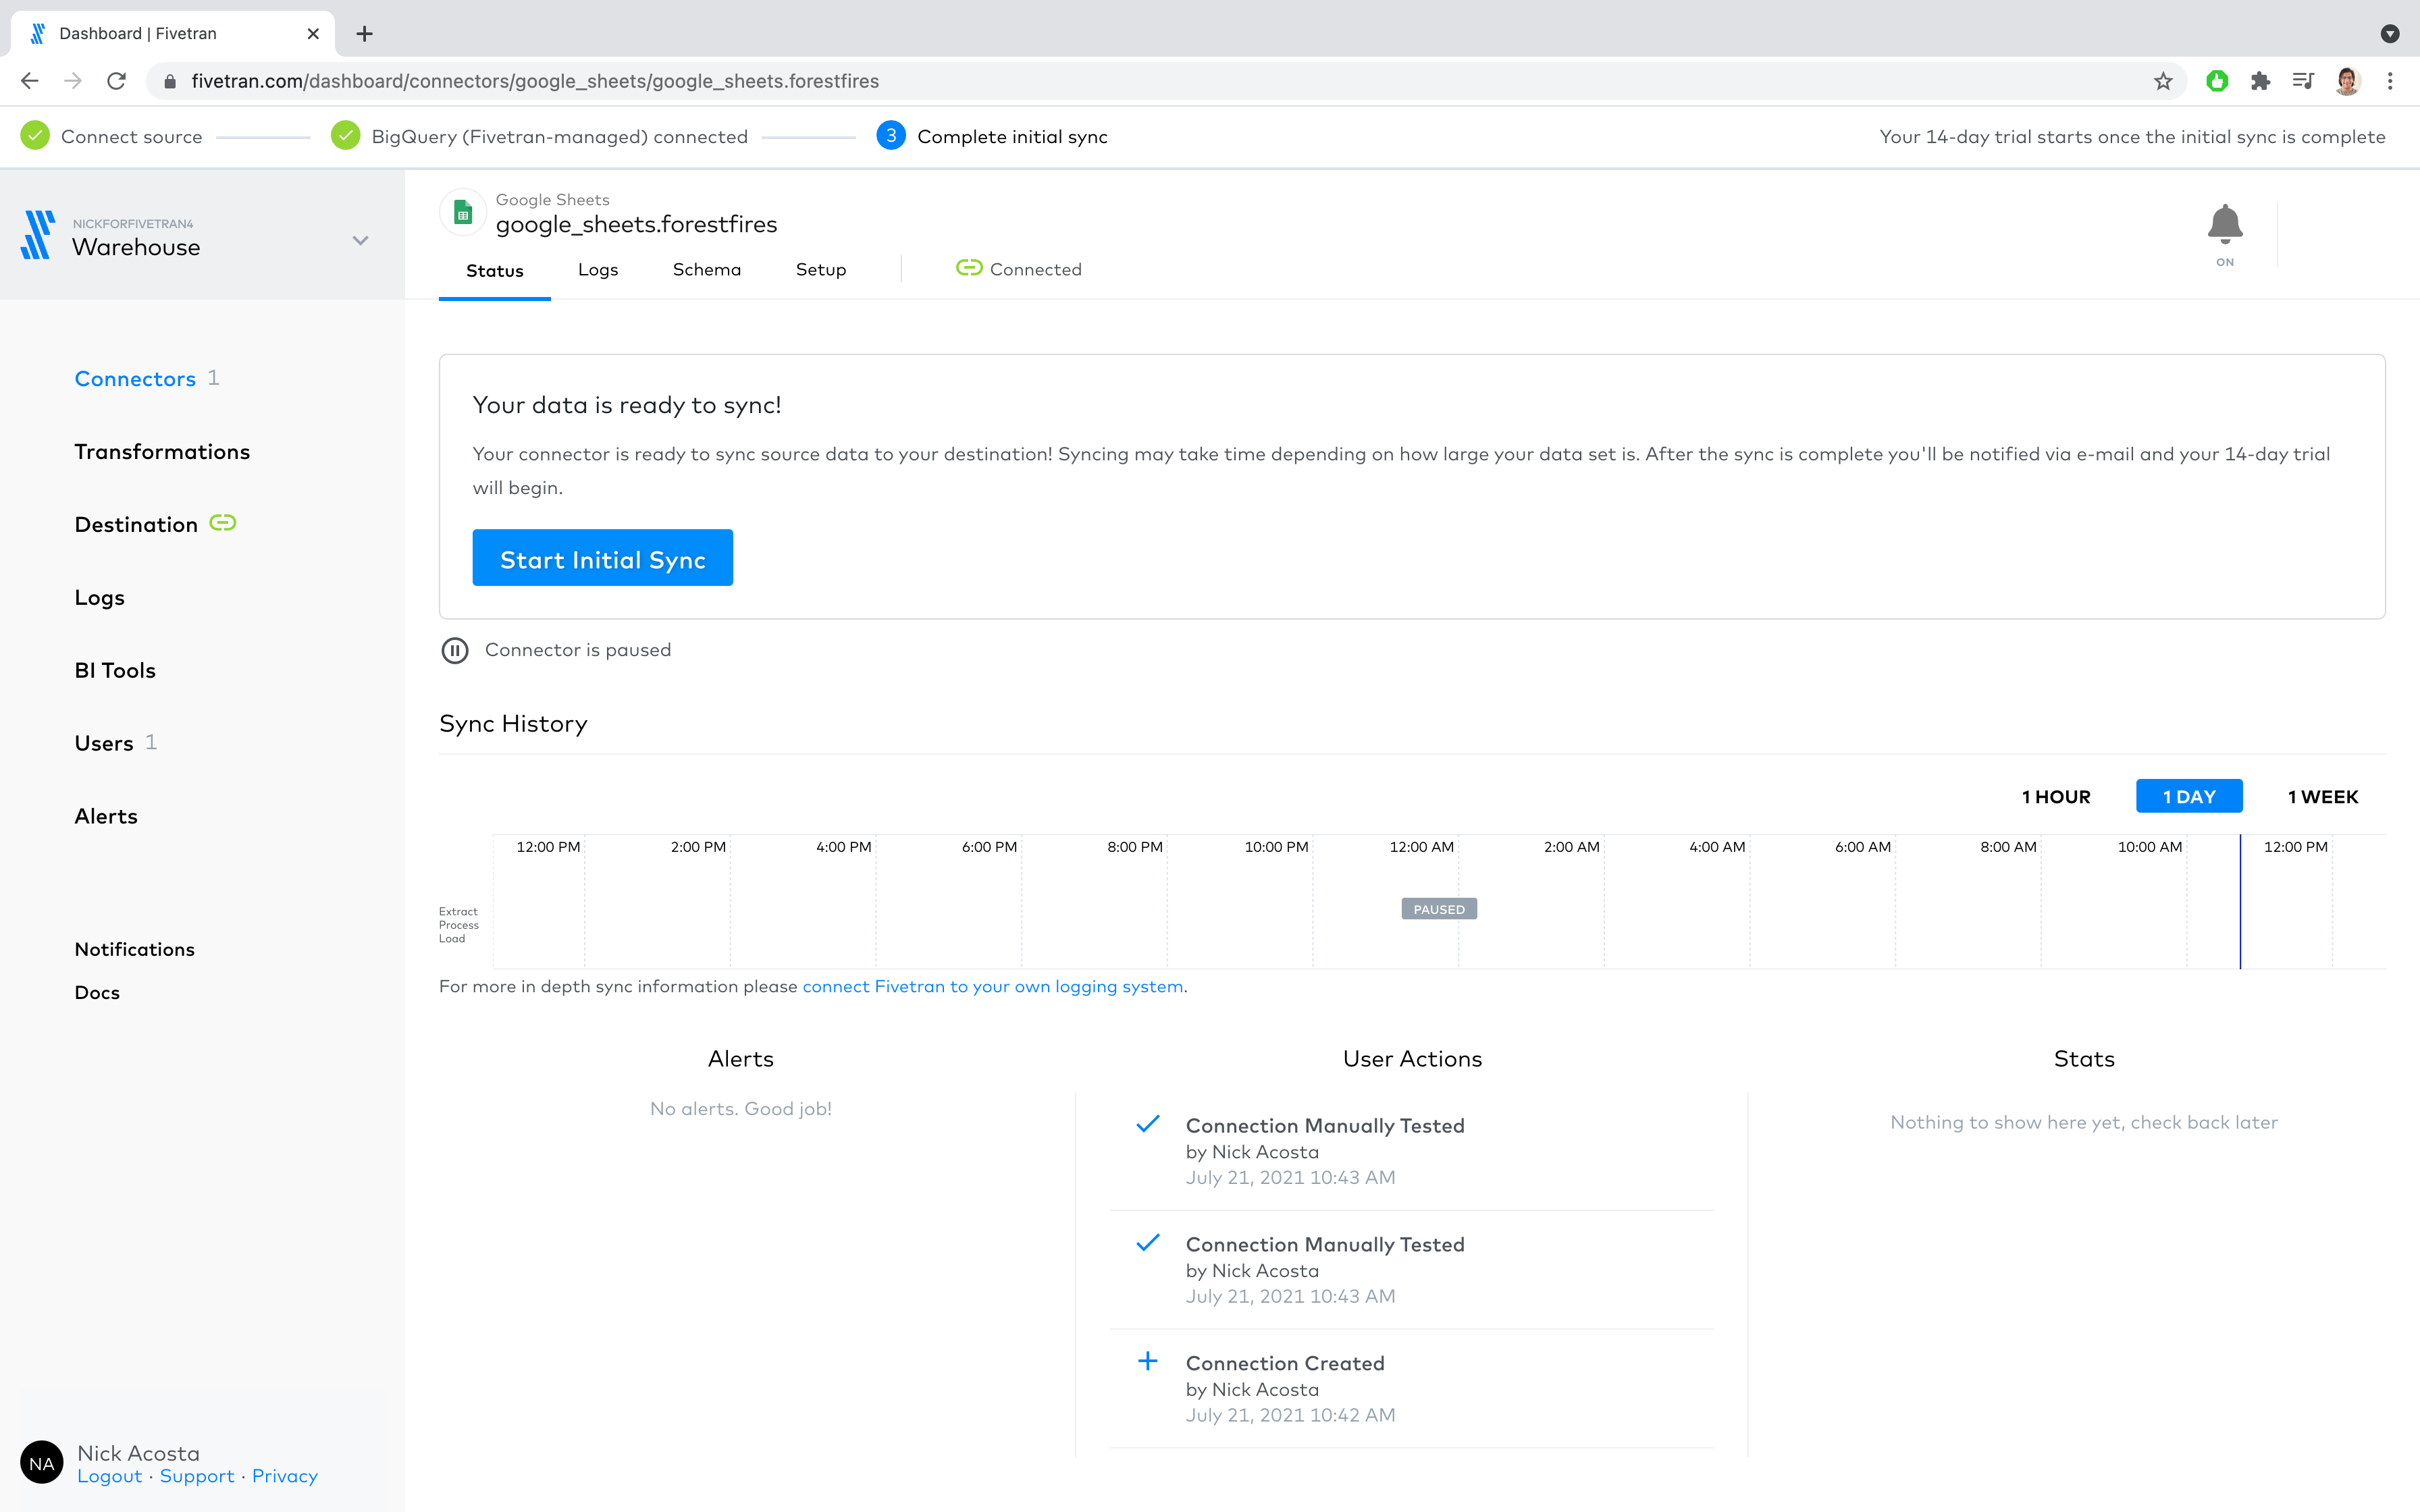 Dashboard | Fivetran
fivetran.com/dashboard/connectors/google_sheets/google_sheets.forestfires
Connect source
BigQuery (Fivetran-managed) connected
3 Complete initial sync
Your 14-day trial starts once the initial sync is complete
NICKFORFIVETRAN4
Warehouse
Connectors 1
Transformations
Destination
Logs
BI Tools
Users 1
Alerts
Notifications
Docs
NA
Nick Acosta
Logout · Support · Privacy
Google Sheets
google_sheets.forestfires
Status Logs Schema Setup Connected
ON
Your data is ready to sync!
Your connector is ready to sync source data to your destination! Syncing may take time depending on how large your data set is. After the sync is complete you'll be notified via e-mail and your 14-day trial
will begin.
Start Initial Sync
Connector is paused
Sync History
1 HOUR 1 DAY 1 WEEK
12:00 PM 2:00 PM 4:00 PM 6:00 PM 8:00 PM 10:00 PM 12:00 AM 2:00 AM 4:00 AM 6:00 AM 8:00 AM 10:00 AM 12:00 PM
PAUSED
Extract
Process
Load
For more in depth sync information please connect Fivetran to your own logging system.
Alerts
No alerts. Good job!
User Actions
Connection Manually Tested
by Nick Acosta
July 21, 2021 10:43 AM
Connection Manually Tested
by Nick Acosta
July 21, 2021 10:43 AM
Connection Created
by Nick Acosta
July 21, 2021 10:42 AM
Stats
Nothing to show here yet, check back later